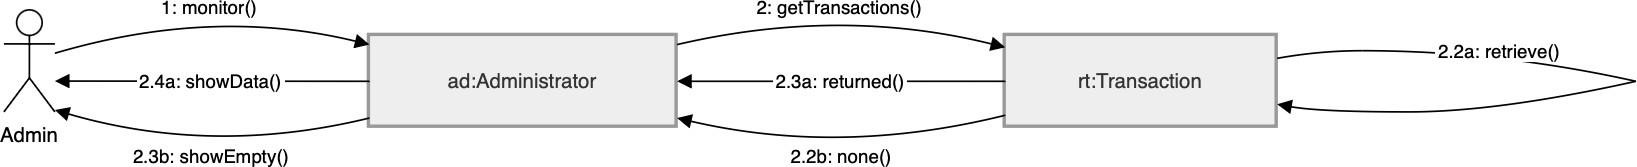 1: monitor()
2: getTransactions()
2.2a: retrieve()
2.4a: showData()
ad:Administrator
2.3a: returned()
rt:Transaction
Admin
2.3b: showEmpty()
2.2b: none()